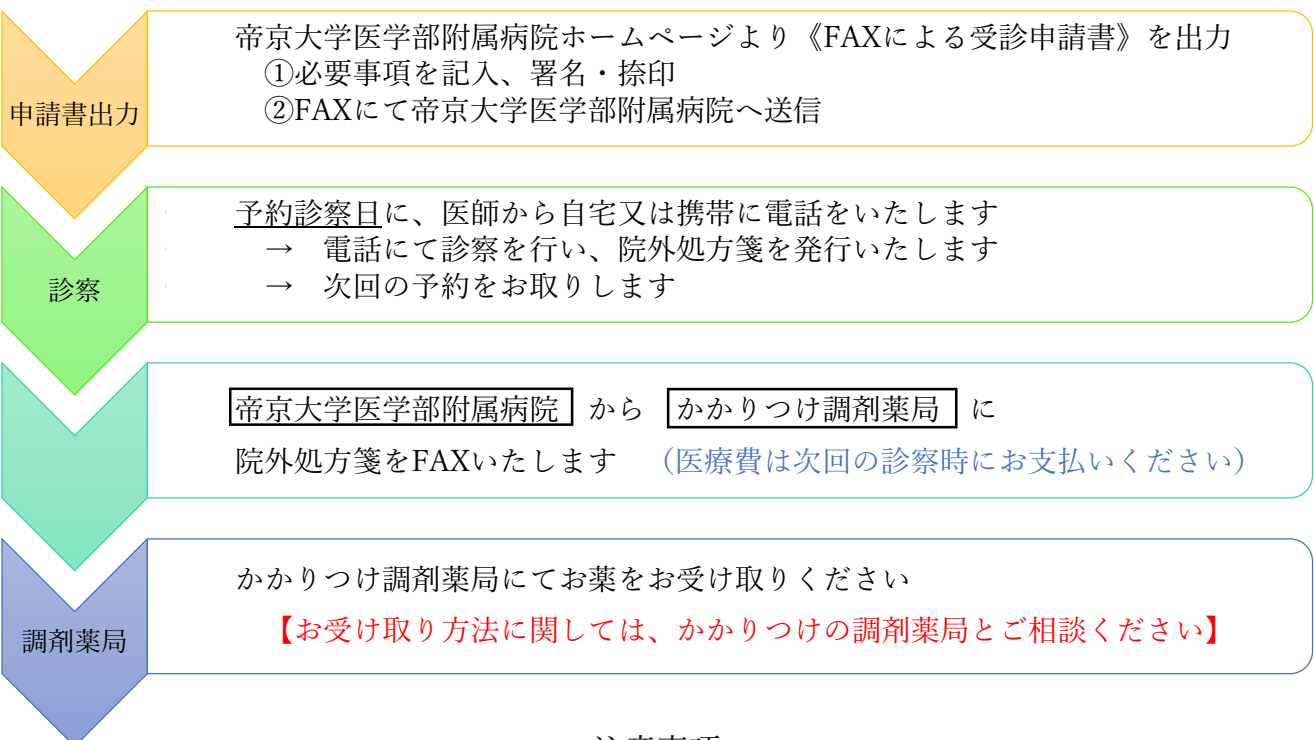 帝京大学医学部附属病院ホームページより《FAXによる受診申請書》を出力
①必要事項を記入、署名・捺印
②FAXにて帝京大学医学部附属病院へ送信
申請書出力
予約診察日に、医師から自宅又は携帯に電話をいたします
→ 電話にて診察を行い、院外処方箋を発行いたします
→ 次回の予約をお取りします
診察
帝京大学医学部附属病院 から かかりつけ調剤薬局 に
院外処方箋をFAXいたします （医療費は次回の診察時にお支払いください）
かかりつけ調剤薬局にてお薬をお受け取りください
【お受け取り方法に関しては、かかりつけの調剤薬局とご相談ください】
調剤薬局